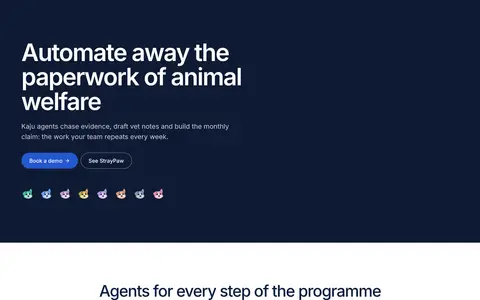 Automate away the
paperwork of animal
welfare
Kaju agents chase evidence, draft vet notes and build the monthly
claim: the work your team repeats every week.
Book a demo →
See StrayPaw
Agents for every step of the programme